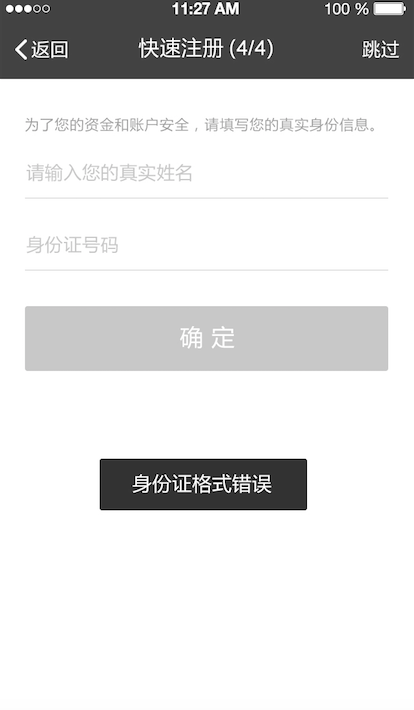 11:27 AM
100 %
返回
快速注册 (4/4)
跳过
为了您的资金和账户安全，请填写您的真实身份信息。
请输入您的真实姓名
身份证号码
确 定
身份证格式错误